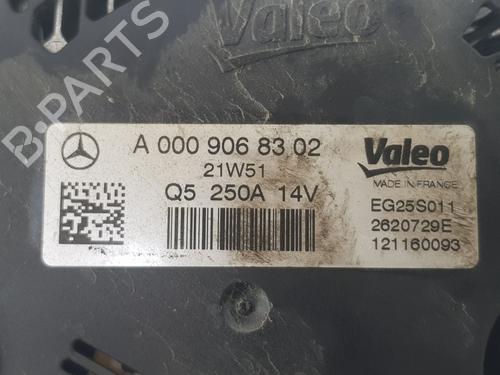 Valeo
B-PARTS
A 000 906 83 02
21W51
Q5 250A 14V
Valeo
MADE IN FRANCE
EG25S011
2620729E
121160093